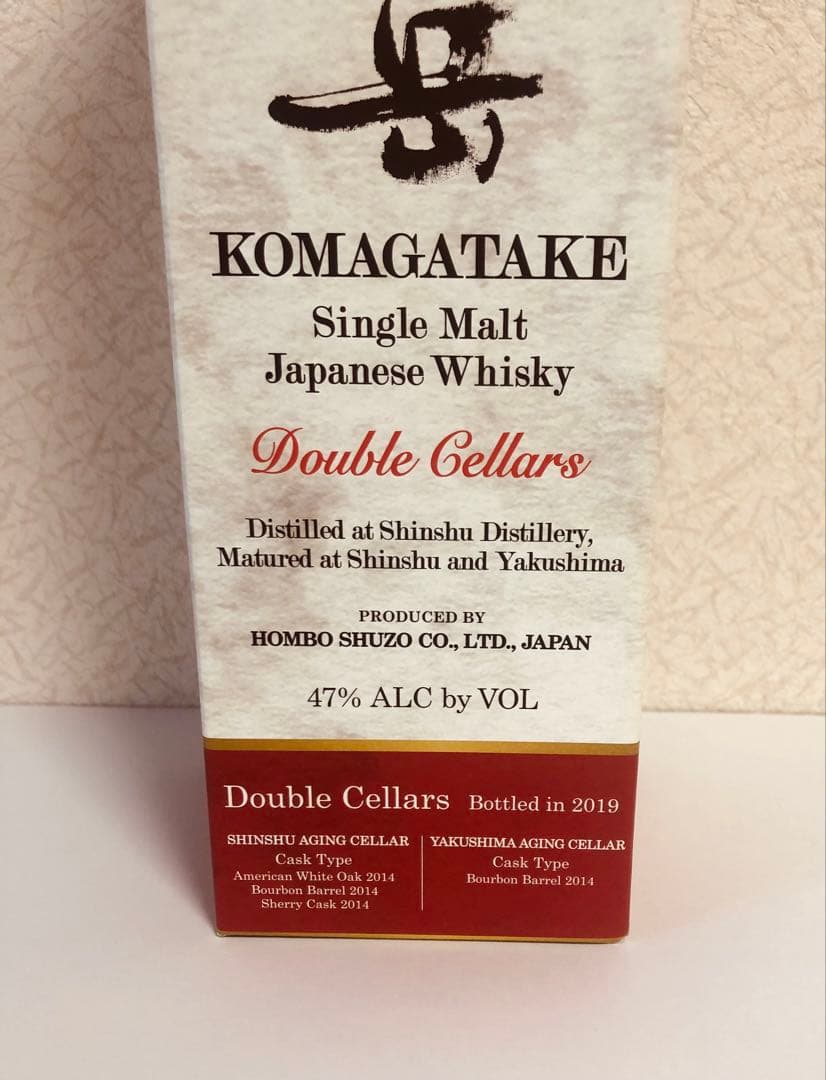 岳
KOMAGATAKE
Single Malt
Japanese Whisky
Double Cellars
Distilled at Shinshu Distillery,
Matured at Shinshu and Yakushima
PRODUCED BY
HOMBO SHUZO CO., LTD., JAPAN
47% ALC by VOL
Double Cellars Bottled in 2019
SHINSHU AGING CELLAR
Cask Type
American White Oak 2014
Bourbon Barrel 2014
Sherry Cask 2014
YAKUSHIMA AGING CELLAR
Cask Type
Bourbon Barrel 2014